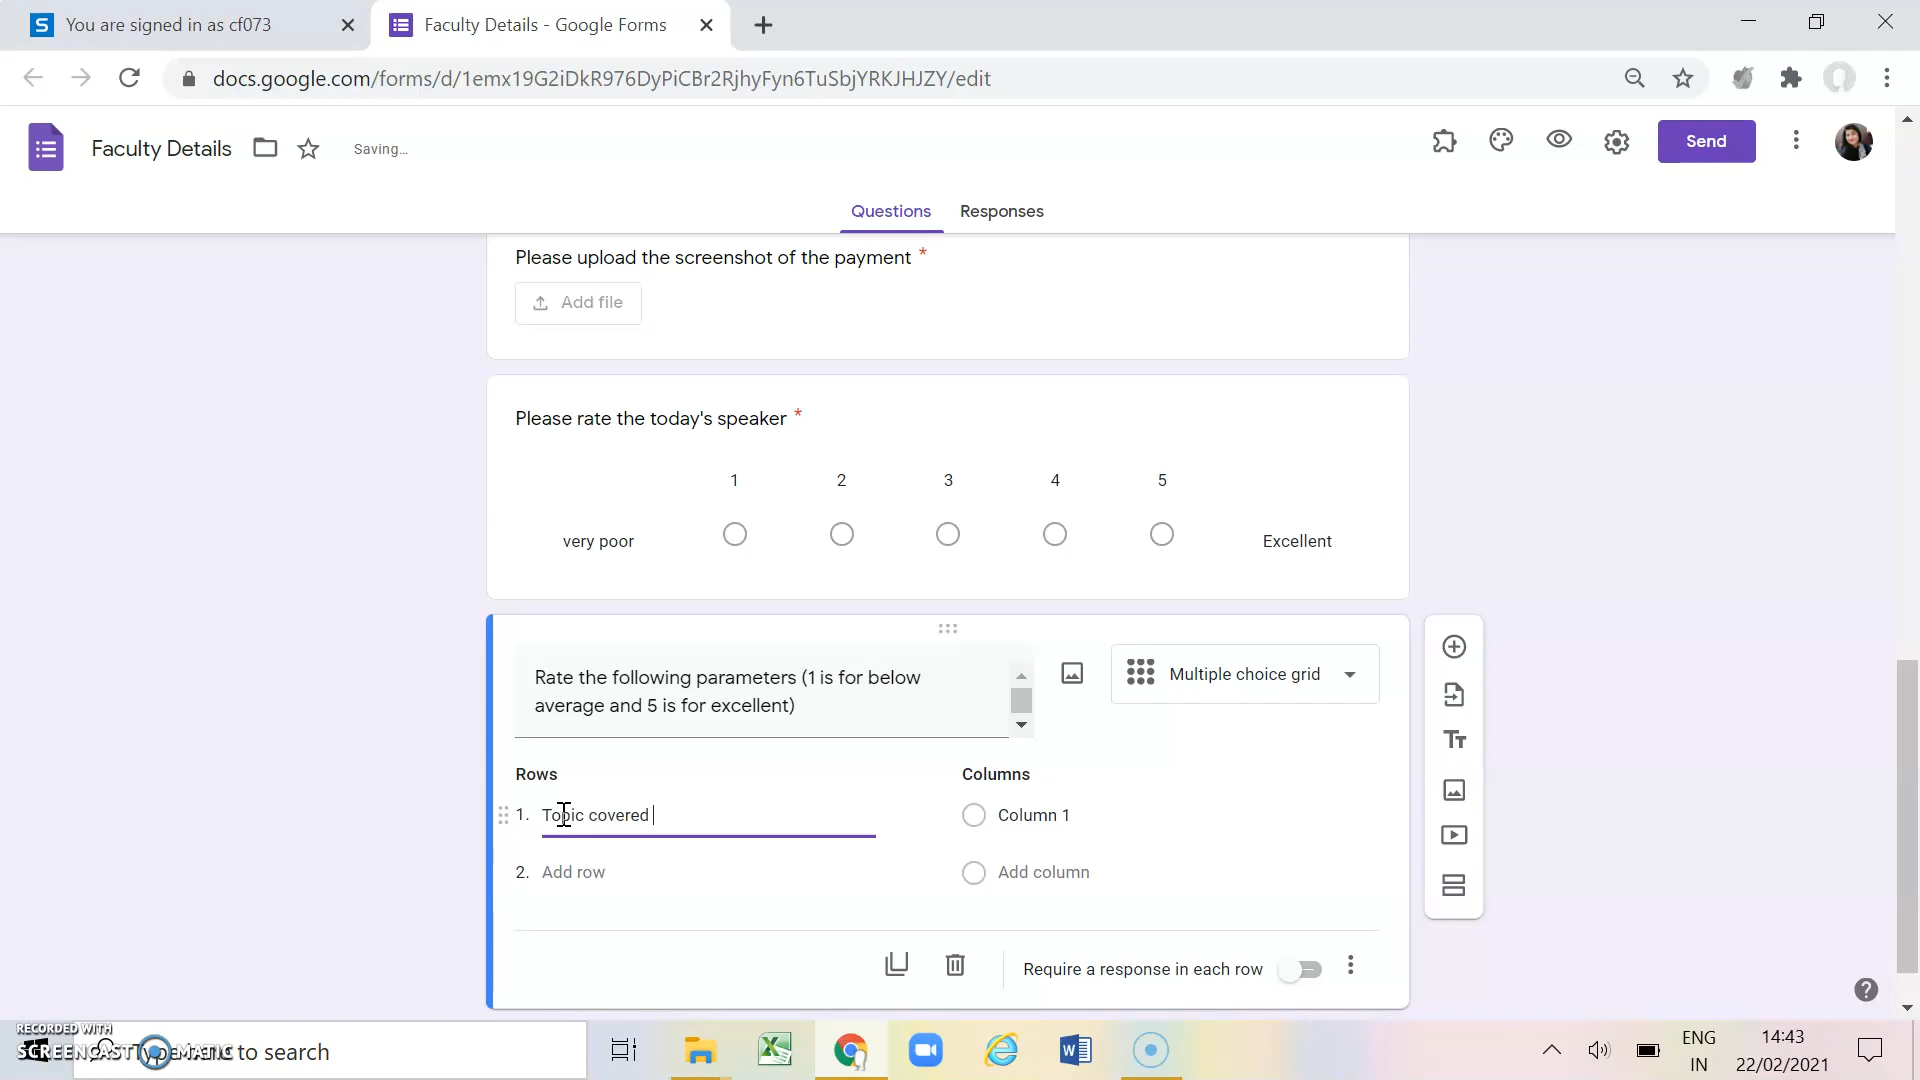 You are signed in as cf073
Faculty Details - Google Forms
docs.google.com/forms/d/1emx19G2iDkR976DyPiCBr2RjhyFyn6TuSbjYRKJHJZY/edit
Faculty Details
Saving...
Send
Questions
Responses
Please upload the screenshot of the payment *
Add file
Please rate the today's speaker *
1 2 3 4 5
very poor
Excellent
Rate the following parameters (1 is for below
average and 5 is for excellent)
Multiple choice grid
Rows
Columns
1. Topic covered
Column 1
2. Add row
Add column
Require a response in each row
RECORDED WITH
SCREENCAST MATIC
to search
ENG
IN
14:43
22/02/2021